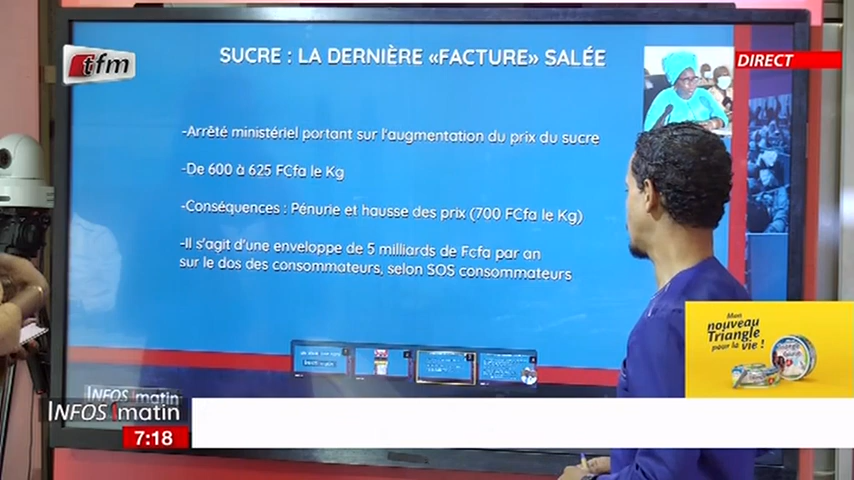 SUCRE : LA DERNIÈRE «FACTURE» SALÉE
tfm
DIRECT
-Arrêté ministériel portant sur l'augmentation du prix du sucre
-De 600 à 625 FCfa le Kg
-Conséquences : Pénurie et hausse des prix (700 FCfa le Kg)
-Il s'agit d'une enveloppe de 5 milliards de Fcfa par an
sur le dos des consommateurs, selon SOS consommateurs
Mon
nouveau
Triangle
pour la
vie !
INFOS matin
INFOS matin
7:18